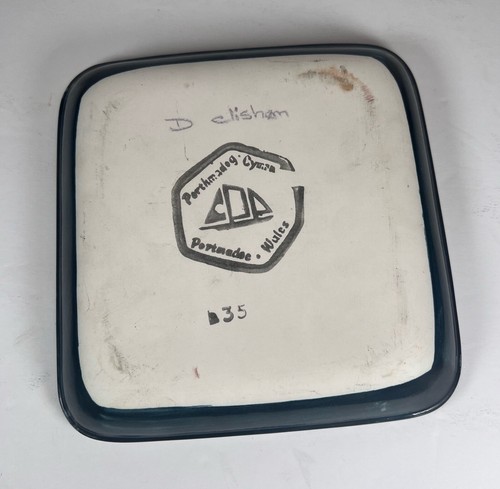 D elisham
Porthmadog · Cymru
Portmadoc · Wales
35